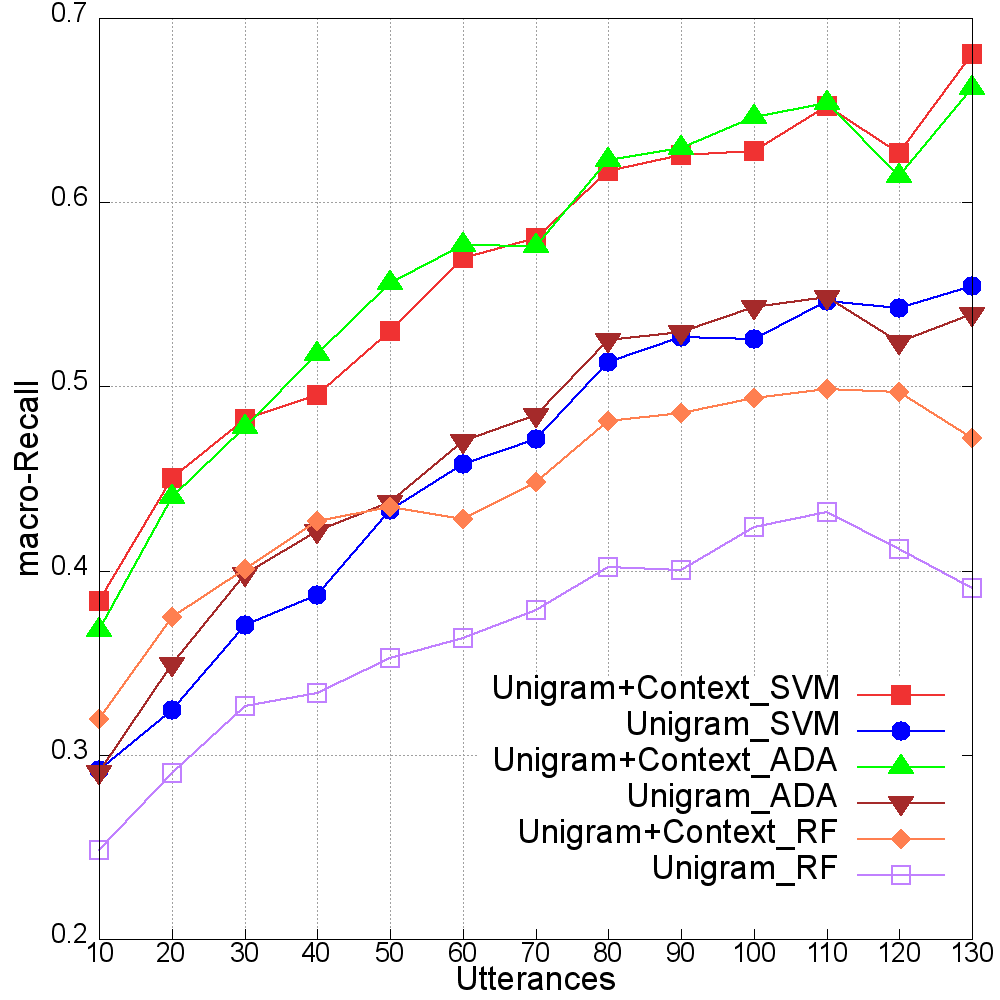 0.7
0.6
0.5
0.4
0.3
0.2
macro-Recall
Unigram+Context_SVM
Unigram_SVM
Unigram+Context_ADA
Unigram_ADA
Unigram+Context_RF
Unigram_RF
10 20 30 40 50 60 70 80 90 100 110 120 130
Utterances